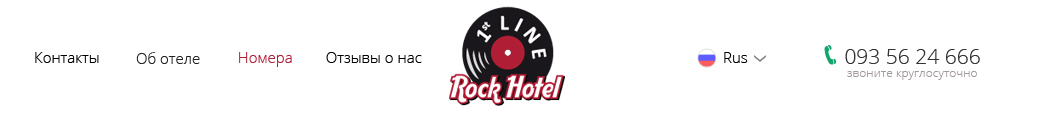 Контакты Об отеле Номера Отзывы о нас
1st LINE
Rock Hotel
Rus
093 56 24 666
звоните круглосуточно